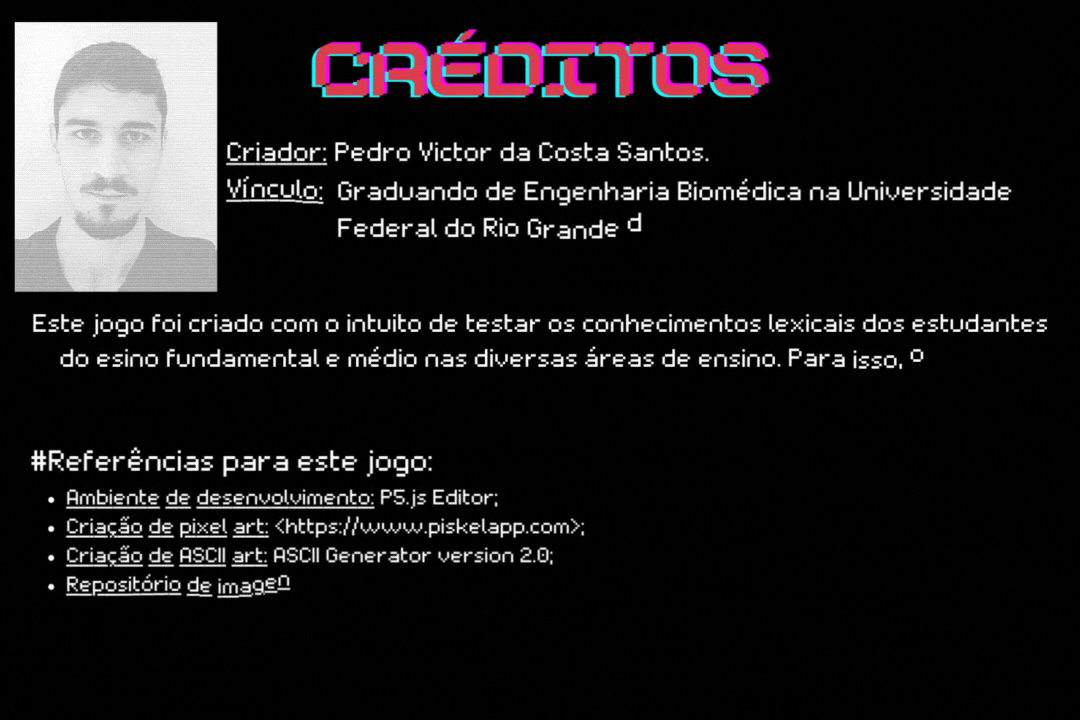 CRÉDITOS
Criador: Pedro Victor da Costa Santos.
Vínculo: Graduando de Engenharia Biomédica na Universidade
Federal do Rio Grande d
Este jogo foi criado com o intuito de testar os conhecimentos lexicais dos estudantes
do esino fundamental e médio nas diversas áreas de ensino. Para isso, o
#Referências para este jogo:
• Ambiente de desenvolvimento: P5.js Editor;
• Criação de pixel art: <https://www.piskelapp.com>;
• Criação de ASCII art: ASCII Generator version 2.0;
• Repositório de imagen